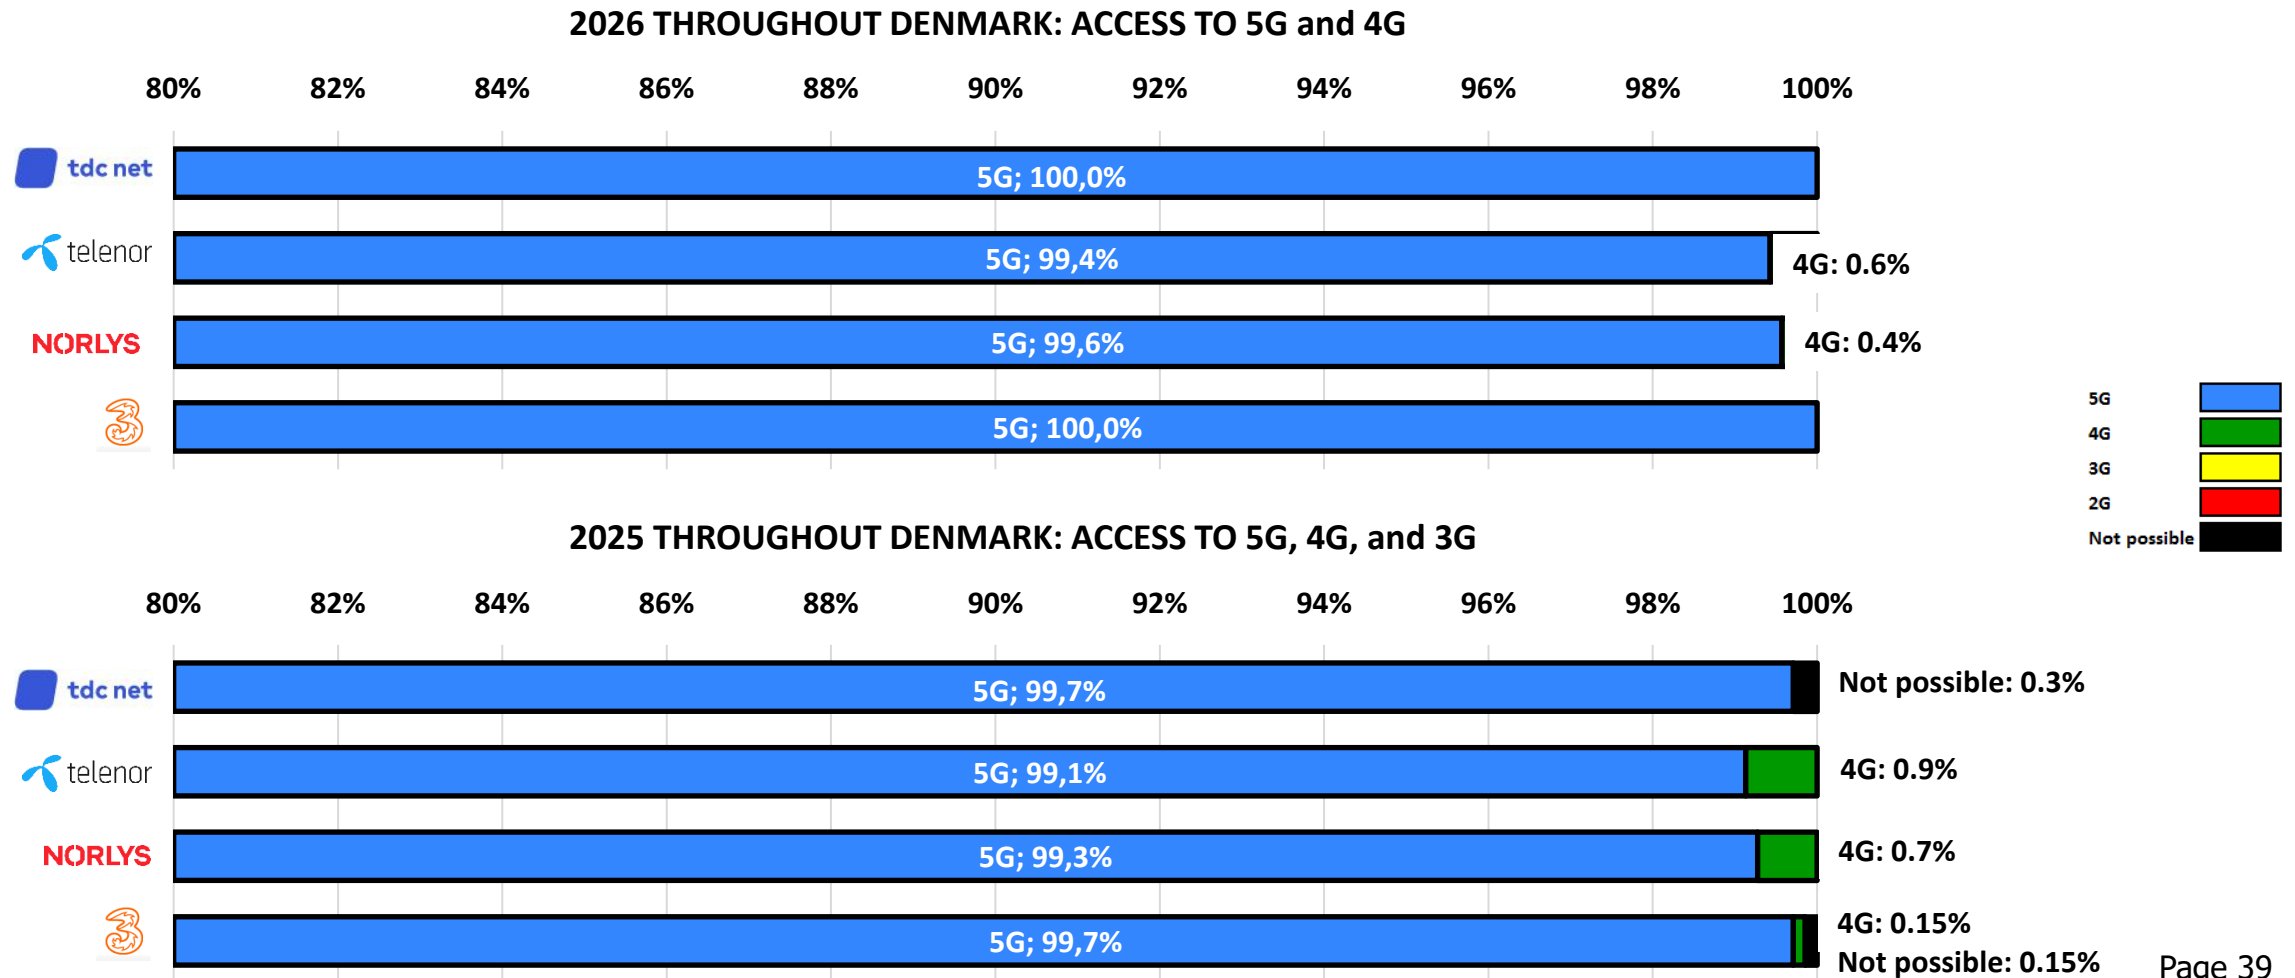 2026 THROUGHOUT DENMARK: ACCESS TO 5G and 4G
80% 82% 84% 86% 88% 90% 92% 94% 96% 98% 100%
tdc net 5G; 100,0%
telenor 5G; 99,4% 4G: 0.6%
NORLYS 5G; 99,6% 4G: 0.4%
3 5G; 100,0%
5G
4G
3G
2G
Not possible
2025 THROUGHOUT DENMARK: ACCESS TO 5G, 4G, and 3G
80% 82% 84% 86% 88% 90% 92% 94% 96% 98% 100%
tdc net 5G; 99,7% Not possible: 0.3%
telenor 5G; 99,1% 4G: 0.9%
NORLYS 5G; 99,3% 4G: 0.7%
3 5G; 99,7% 4G: 0.15%
Not possible: 0.15%
Page 39